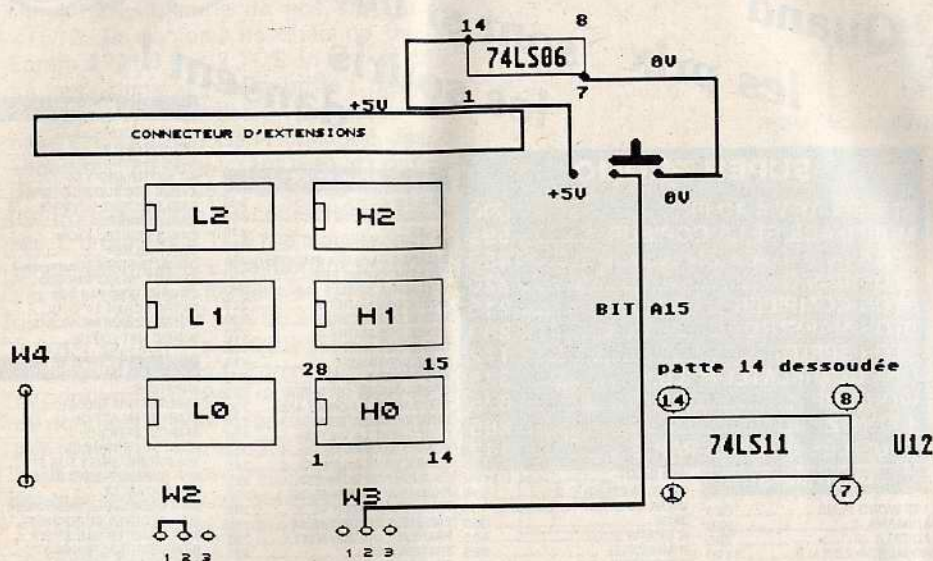 14
8
74LS06
0V
+5V
1
7
CONNECTEUR D'EXTENSIONS
+5V
0V
L2
H2
BIT A15
L1
H1
W4
28
15
patte 14 dessoudée
L0
H0
14
8
74LS11
U12
1
14
1
7
W2
W3
1 2 3
1 2 3